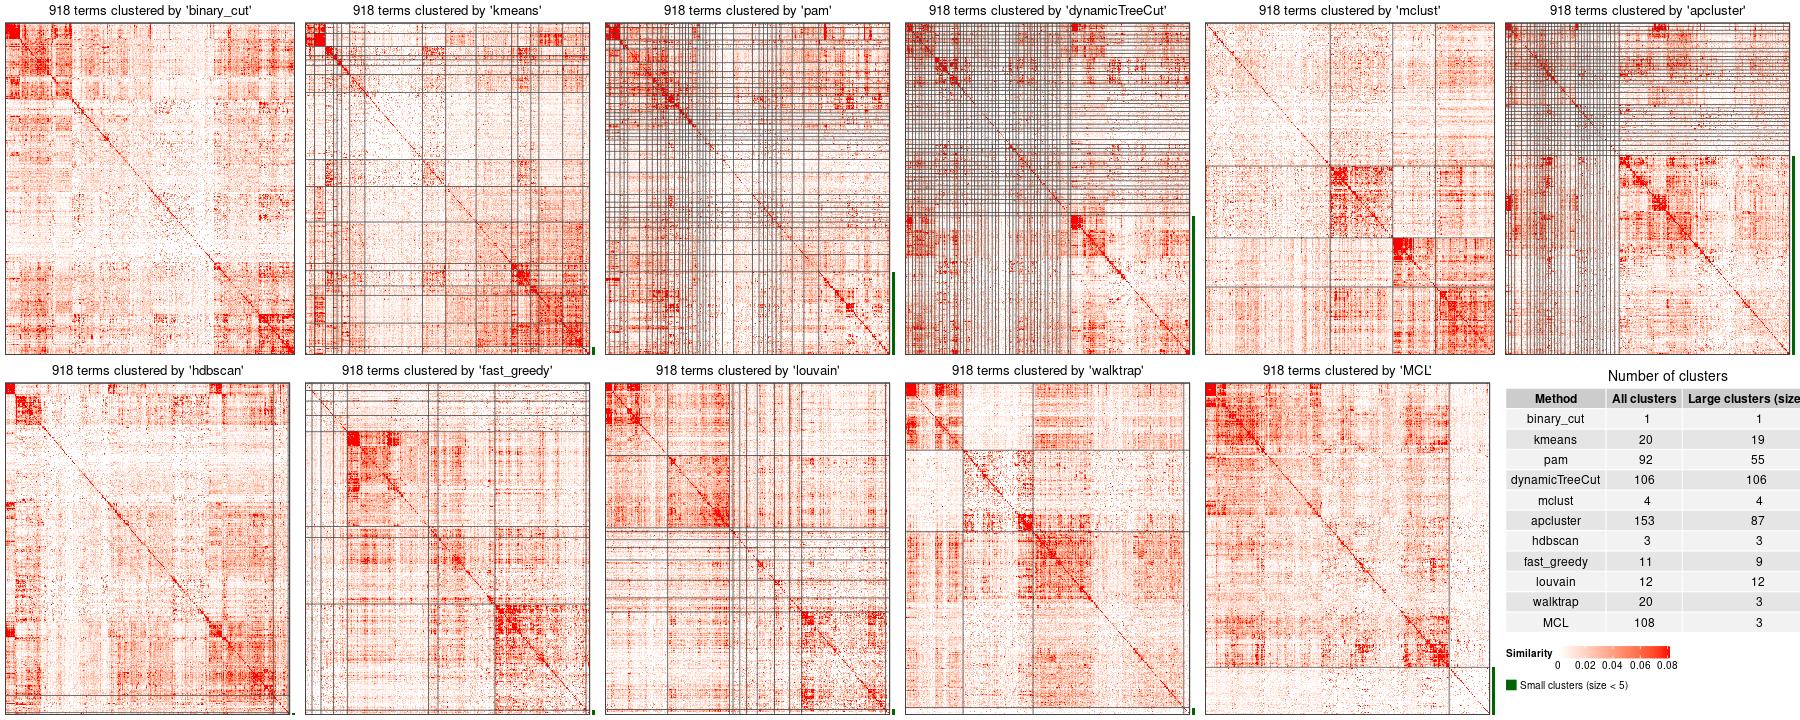 918 terms clustered by 'binary_cut'
918 terms clustered by 'kmeans'
918 terms clustered by 'pam'
918 terms clustered by 'dynamicTreeCut'
918 terms clustered by 'mclust'
918 terms clustered by 'apcluster'
918 terms clustered by 'hdbscan'
918 terms clustered by 'fast_greedy'
918 terms clustered by 'louvain'
918 terms clustered by 'walktrap'
918 terms clustered by 'MCL'
Number of clusters
Method All clusters Large clusters (size
binary_cut 1 1
kmeans 20 19
pam 92 55
dynamicTreeCut 106 106
mclust 4 4
apcluster 153 87
hdbscan 3 3
fast_greedy 11 9
louvain 12 12
walktrap 20 3
MCL 108 3
Similarity
0 0.02 0.04 0.06 0.08
Small clusters (size < 5)